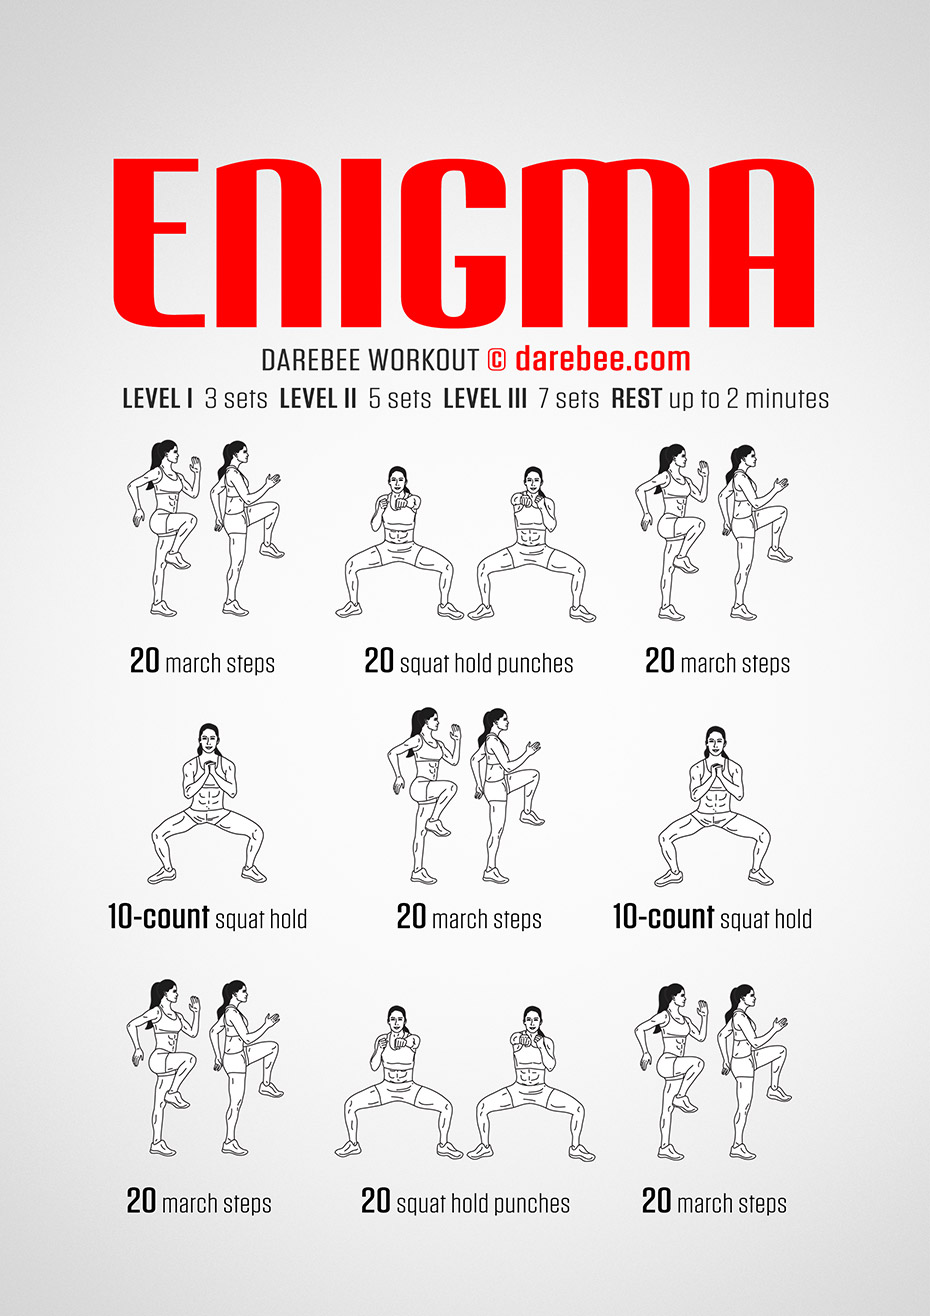 ENIGMA
DAREBEE WORKOUT © darebee.com
LEVEL I 3 sets LEVEL II 5 sets LEVEL III 7 sets REST up to 2 minutes
20 march steps 20 squat hold punches 20 march steps
10-count squat hold 20 march steps 10-count squat hold
20 march steps 20 squat hold punches 20 march steps